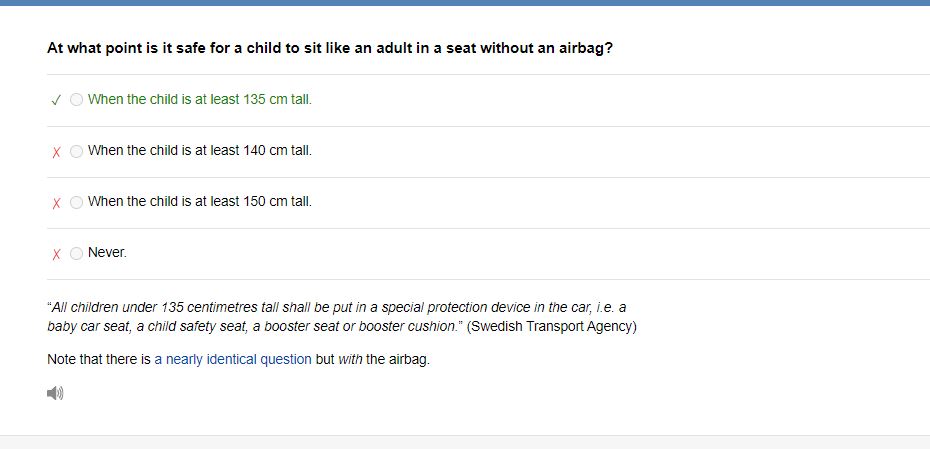 At what point is it safe for a child to sit like an adult in a seat without an airbag?
✓ When the child is at least 135 cm tall.
X When the child is at least 140 cm tall.
X When the child is at least 150 cm tall.
X Never.
“All children under 135 centimetres tall shall be put in a special protection device in the car, i.e. a
baby car seat, a child safety seat, a booster seat or booster cushion.” (Swedish Transport Agency)
Note that there is a nearly identical question but with the airbag.